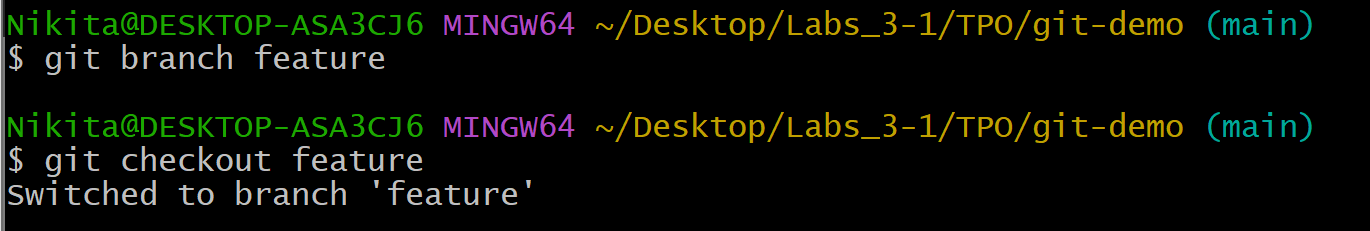 Nikita@DESKTOP-ASA3CJ6 MINGW64 ~/Desktop/Labs_3-1/TPO/git-demo (main)
$ git branch feature
Nikita@DESKTOP-ASA3CJ6 MINGW64 ~/Desktop/Labs_3-1/TPO/git-demo (main)
$ git checkout feature
Switched to branch 'feature'